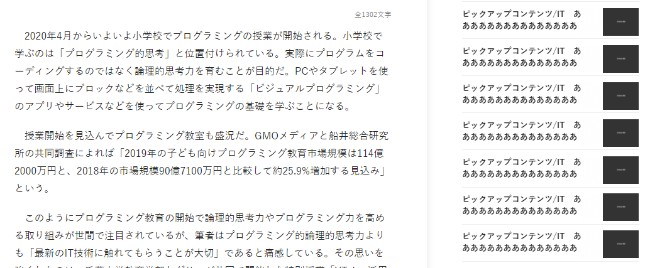 全1302文字
2020年4月からいよいよ小学校でプログラミングの授業が開始される。小学校で
学ぶのは「プログラミング的思考」と位置付けられている。実際にプログラムをコ
ーディングするのではなく論理的思考力を育むことが目的だ。PCやタブレットを使
って画面上にブロックなどを並べて処理を実現する「ビジュアルプログラミング」
のアプリやサービスなどを使ってプログラミングの基礎を学ぶことになる。
授業開始を見込んでプログラミング教室も盛況だ。GMOメディアと船井総合研究
所の共同調査によれば「2019年の子ども向けプログラミング教育市場規模は114億
2000万円と、2018年の市場規模90億7100万円と比較して約25.9%増加する見込み」
という。
このようにプログラミング教育の開始で論理的思考力やプログラミング力を高め
る取り組みが世間で注目されているが、筆者はプログラミング的論理的思考力より
も「最新のIT技術に触れてもらうことが大切」であると痛感している。その思いを
ピックアップコンテンツ/IT　あ
あああああああああああああああ
ピックアップコンテンツ/IT　あ
あああああああああああああああ
ピックアップコンテンツ/IT　あ
あああああああああああああああ
ピックアップコンテンツ/IT　あ
あああああああああああああああ
ピックアップコンテンツ/IT　あ
あああああああああああああああ
ピックアップコンテンツ/IT　あ
あああああああああああああああ
ピックアップコンテンツ/IT　あ
あああああああああああああああ